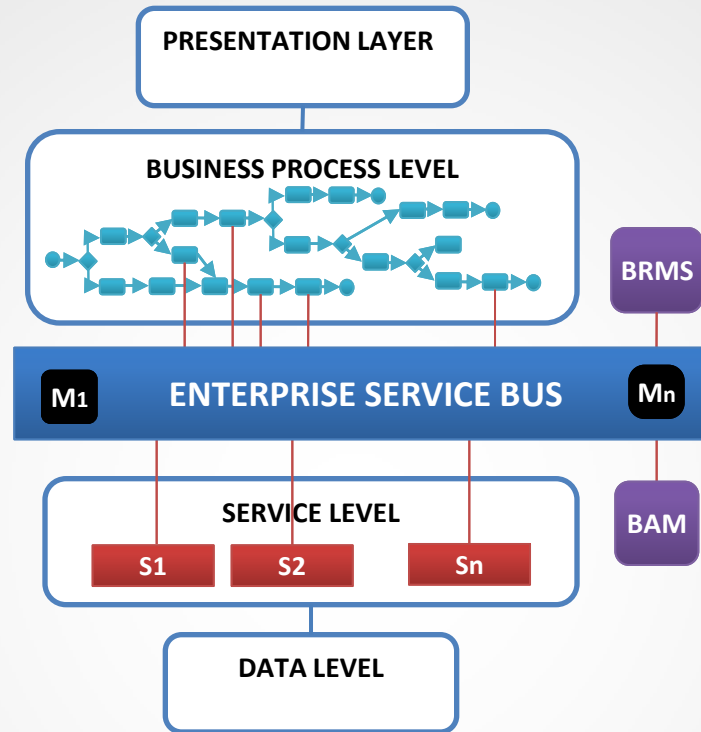 PRESENTATION LAYER
BUSINESS PROCESS LEVEL
BRMS
M1
ENTERPRISE SERVICE BUS
Mn
SERVICE LEVEL
BAM
S1
S2
Sn
DATA LEVEL